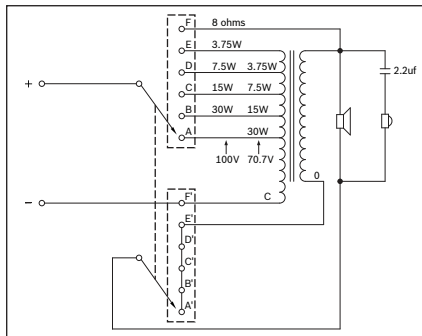 F 8 ohms
E 3.75W
D 7.5W 3.75W
C 15W 7.5W
+
B 30W 15W
A 30W
100V 70.7V
2.2uf
0
C
− F'
E'
D'
C'
B'
A'